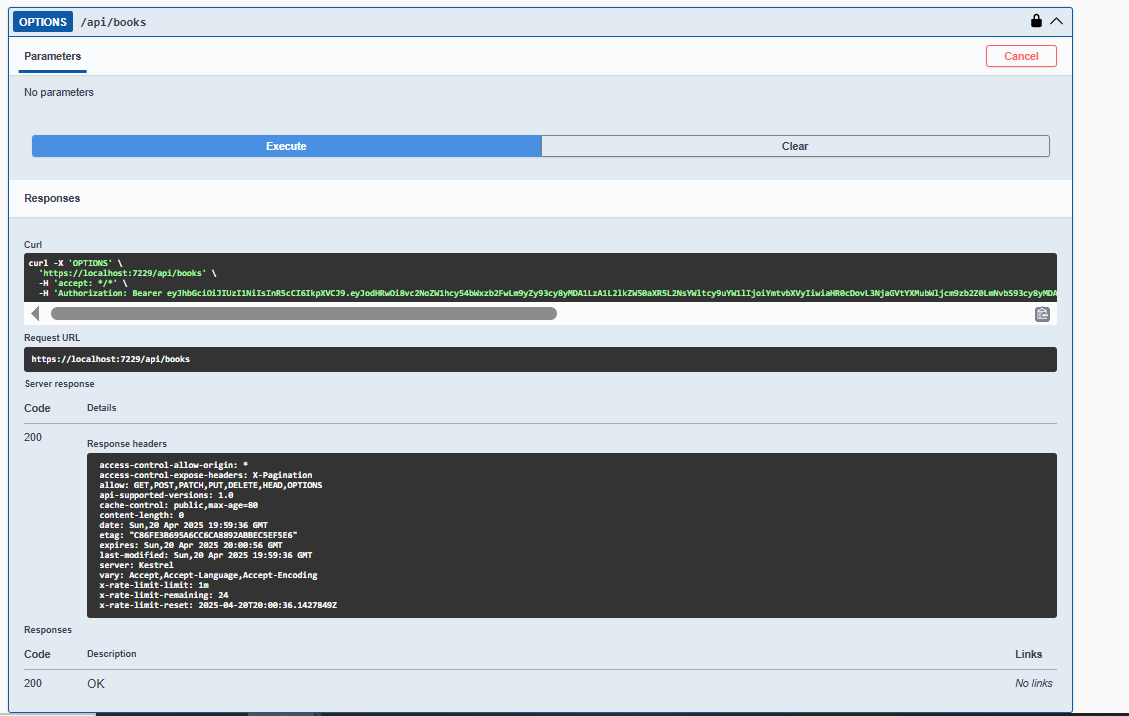 OPTIONS /api/books
Parameters
Cancel
No parameters
Execute
Clear
Responses
Curl
curl -X 'OPTIONS' \
'https://localhost:7229/api/books' \
-H 'accept: */*' \
-H 'Authorization: Bearer
Request URL
https://localhost:7229/api/books
Server response
Code Details
200
Response headers
access-control-allow-origin: *
access-control-expose-headers: X-Pagination
allow: GET,POST,PATCH,PUT,DELETE,HEAD,OPTIONS
api-supported-versions: 1.0
cache-control: public,max-age=80
content-length: 0
date: Sun,20 Apr 2025 19:59:36 GMT
etag: "C86FE3B695A6CC6CA8892ABBEC5EF5E6"
expires: Sun,20 Apr 2025 20:00:56 GMT
last-modified: Sun,20 Apr 2025 19:59:36 GMT
server: Kestrel
vary: Accept,Accept-Language,Accept-Encoding
x-rate-limit-limit: 1m
x-rate-limit-remaining: 24
x-rate-limit-reset: 2025-04-20T20:00:36.1427849Z
Responses
Code Description Links
200 OK No links